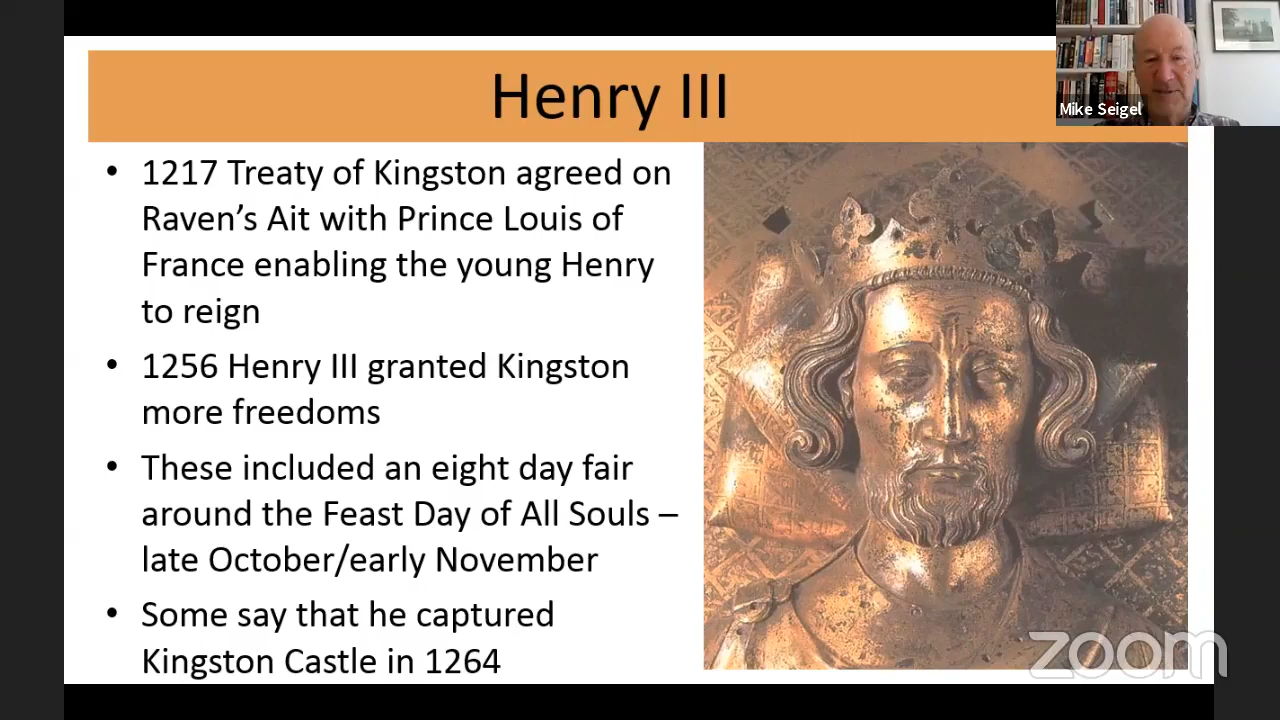 Henry III
Mike Seigel
• 1217 Treaty of Kingston agreed on
Raven's Ait with Prince Louis of
France enabling the young Henry
to reign
• 1256 Henry III granted Kingston
more freedoms
• These included an eight day fair
around the Feast Day of All Souls –
late October/early November
• Some say that he captured
Kingston Castle in 1264
zoom